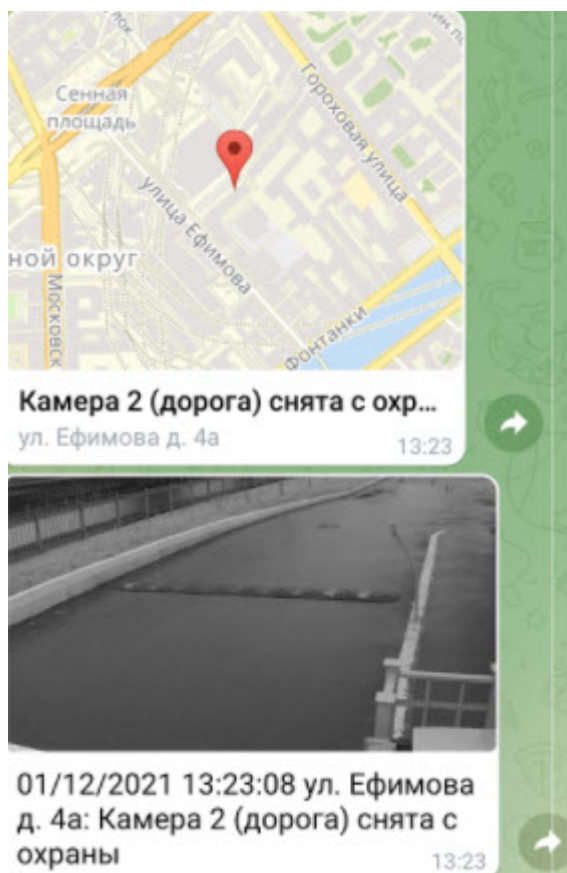 Сенная
площадь
Гороховая улица
улица Ефимова
ной округ
Московск
Фонтанки
Камера 2 (дорога) снята с охр...
ул. Ефимова д. 4а
13:23
01/12/2021 13:23:08 ул. Ефимова
д. 4а: Камера 2 (дорога) снята с
охраны
13:23